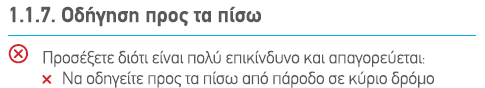 1.1.7. Οδήγηση προς τα πίσω
Προσέξετε διότι είναι πολύ επικίνδυνο και απαγορεύεται:
Να οδηγείτε προς τα πίσω από πάροδο σε κύριο δρόμο